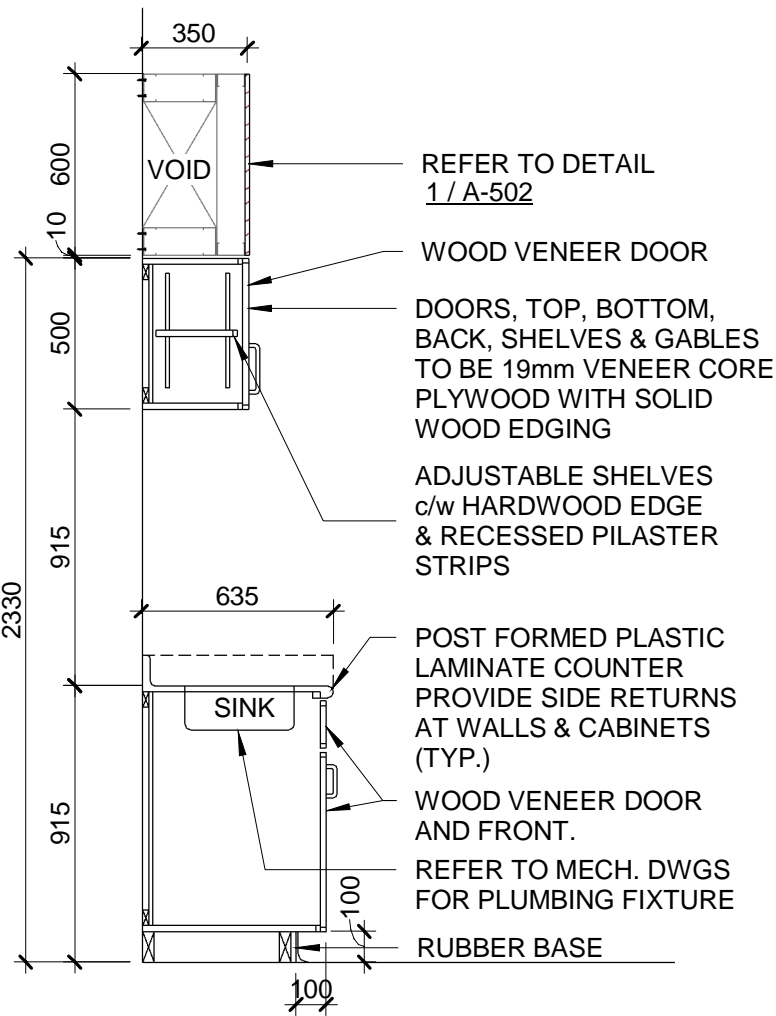 350
600
VOID
REFER TO DETAIL
1 / A-502
10
WOOD VENEER DOOR
500
DOORS, TOP, BOTTOM,
BACK, SHELVES & GABLES
TO BE 19mm VENEER CORE
PLYWOOD WITH SOLID
WOOD EDGING
ADJUSTABLE SHELVES
c/w HARDWOOD EDGE
& RECESSED PILASTER
STRIPS
915
2330
635
POST FORMED PLASTIC
LAMINATE COUNTER
PROVIDE SIDE RETURNS
AT WALLS & CABINETS
(TYP.)
SINK
915
WOOD VENEER DOOR
AND FRONT.
REFER TO MECH. DWGS
FOR PLUMBING FIXTURE
100
RUBBER BASE
100